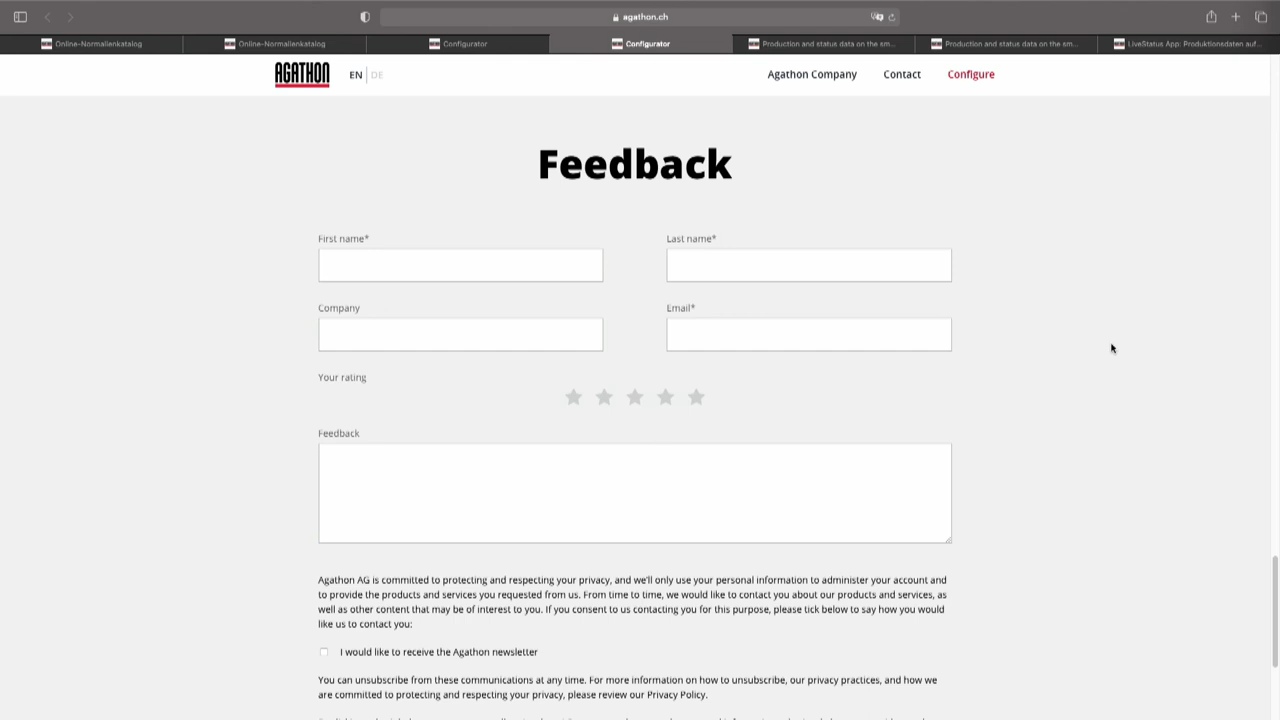 agathon.ch
Online-Normalienkatalog
Online-Normalienkatalog
Configurator
Configurator
Production and status data on the sm...
Production and status data on the sm...
LiveStatus App: Produktionsdaten auf...
AGATHON
EN DE
Agathon Company
Contact
Configure
Feedback
First name*
Last name*
Company
Email*
Your rating
Feedback
Agathon AG is committed to protecting and respecting your privacy, and we'll only use your personal information to administer your account and
to provide the products and services you requested from us. From time to time, we would like to contact you about our products and services, as
well as other content that may be of interest to you. If you consent to us contacting you for this purpose, please tick below to say how you would
like us to contact you:
I would like to receive the Agathon newsletter
You can unsubscribe from these communications at any time. For more information on how to unsubscribe, our privacy practices, and how we
are committed to protecting and respecting your privacy, please review our Privacy Policy.